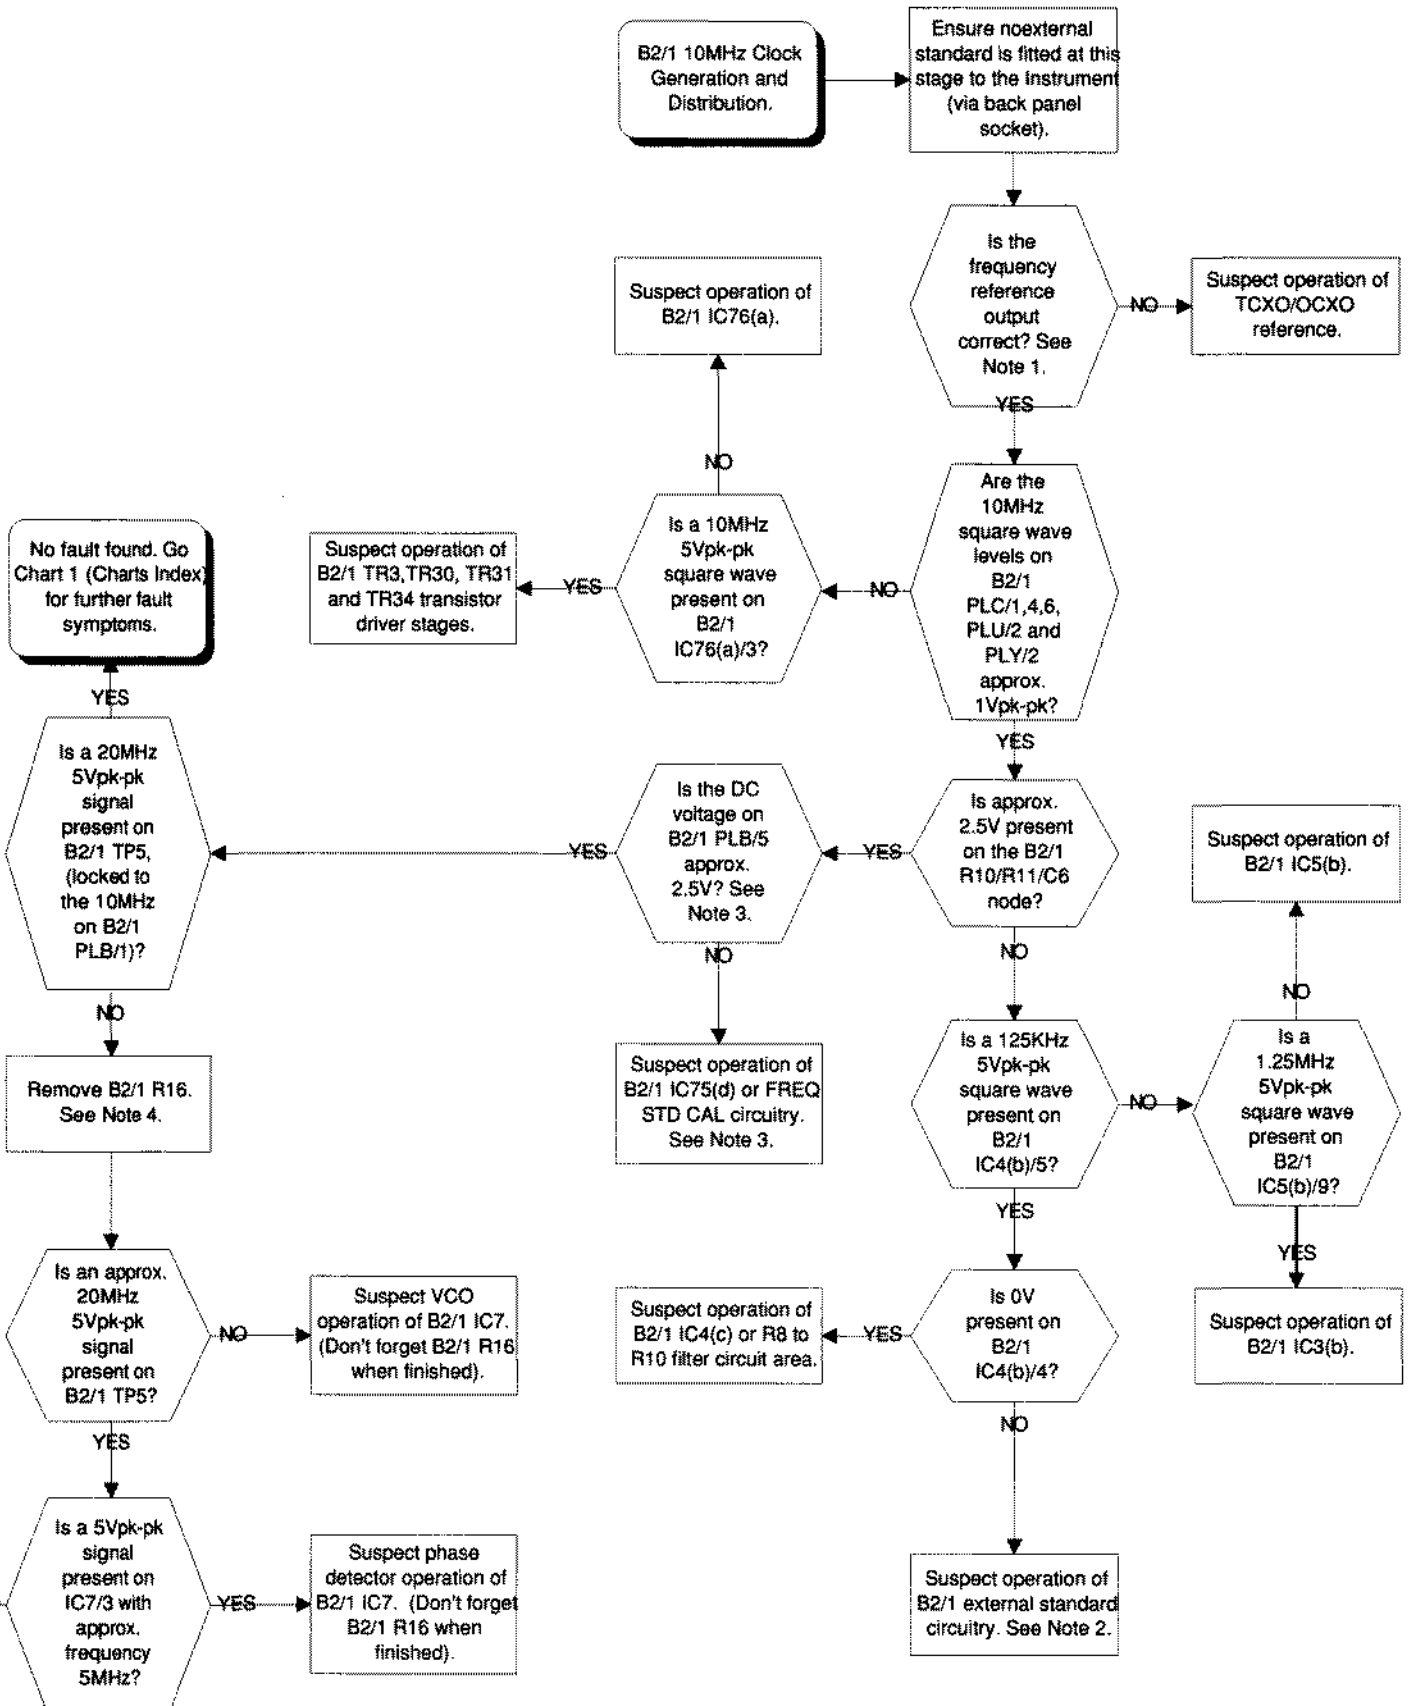 B2/1 10MHz Clock
Generation and
Distribution.
Ensure noexternal
standard is fitted at this
stage to the Instrument
(via back panel
socket).
Is the
frequency
reference
output
correct? See
Note 1.
NO
Suspect operation of
TCXO/OCXO
reference.
YES
Suspect operation of
B2/1 IC76(a).
NO
Are the
10MHz
square wave
levels on
B2/1
PLC/1,4,6,
PLU/2 and
PLY/2
approx.
1Vpk-pk?
NO
Is a 10MHz
5Vpk-pk
square wave
present on
B2/1
IC76(a)/3?
YES
Suspect operation of
B2/1 TR3,TR30, TR31
and TR34 transistor
driver stages.
No fault found. Go
Chart 1 (Charts Index)
for further fault
symptoms.
YES
YES
Is a 20MHz
5Vpk-pk
signal
present on
B2/1 TP5,
(locked to
the 10MHz
on B2/1
PLB/1)?
YES
Is the DC
voltage on
B2/1 PLB/5
approx.
2.5V? See
Note 3.
YES
Is approx.
2.5V present
on the B2/1
R10/R11/C6
node?
Suspect operation of
B2/1 IC5(b).
NO
NO
NO
NO
Remove B2/1 R16.
See Note 4.
Suspect operation of
B2/1 IC75(d) or FREQ
STD CAL circuitry.
See Note 3.
Is a 125KHz
5Vpk-pk
square wave
present on
B2/1
IC4(b)/5?
NO
Is a
1.25MHz
5Vpk-pk
square wave
present on
B2/1
IC5(b)/9?
YES
YES
Is an approx.
20MHz
5Vpk-pk
signal
present on
B2/1 TP5?
NO
Suspect VCO
operation of B2/1 IC7.
(Don't forget B2/1 R16
when finished).
Suspect operation of
B2/1 IC4(c) or R8 to
R10 filter circuit area.
YES
Is 0V
present on
B2/1
IC4(b)/4?
Suspect operation of
B2/1 IC3(b).
YES
NO
Is a 5Vpk-pk
signal
present on
IC7/3 with
approx.
frequency
5MHz?
YES
Suspect phase
detector operation of
B2/1 IC7. (Don't forget
B2/1 R16 when
finished).
Suspect operation of
B2/1 external standard
circuitry. See Note 2.